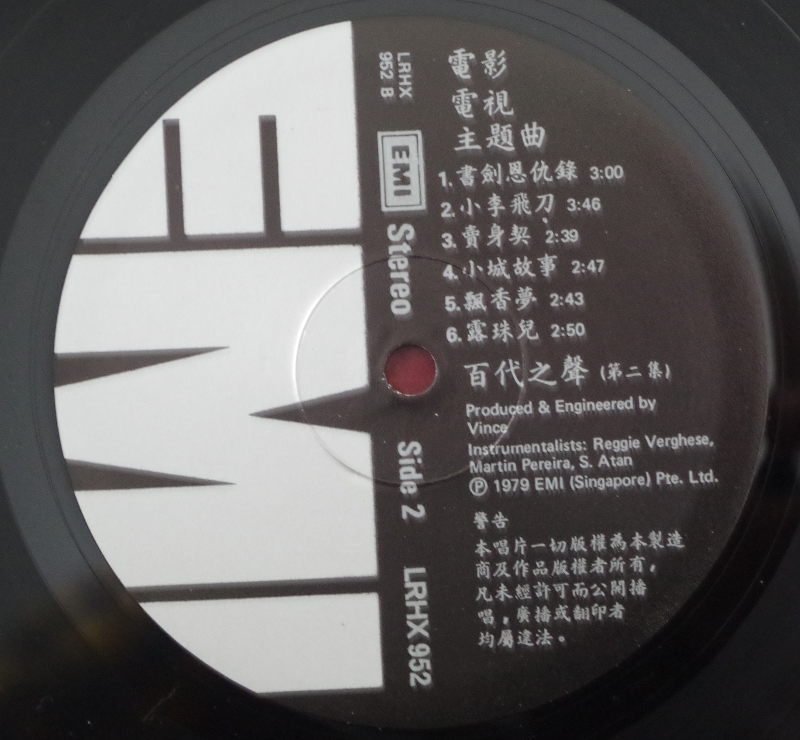 LRHX
952 B
EMI
Stereo
Side 2
LRHX 952
電影
電視
主題曲
1. 書劍恩仇錄 3:00
2. 小李飛刀 3:46
3. 賣身契 2:39
4. 小城故事 2:47
5. 飄香夢 2:43
6. 露珠兒 2:50
百代之聲 (第二集)
Produced & Engineered by
Vince
Instrumentalists: Reggie Verghese,
Martin Pereira, S. Atan
Ⓟ 1979 EMI (Singapore) Pte. Ltd.
警告
本唱片一切版權為本製造
商及作品版權者所有,
凡未經許可而公開播
唱,廣播或翻印者
均屬違法。
EMI